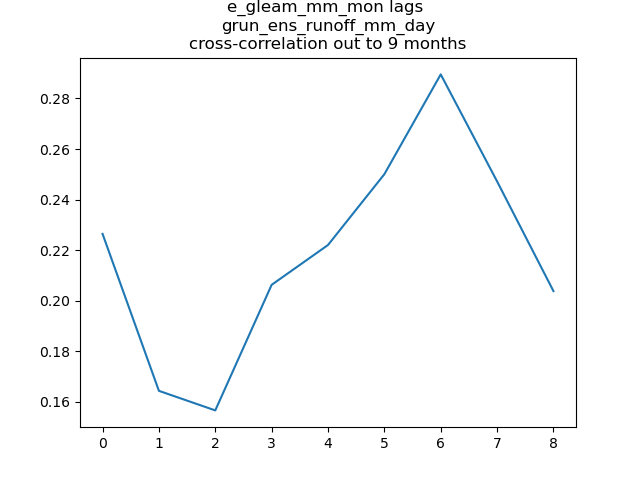 e_gleam_mm_mon lags
grun_ens_runoff_mm_day
cross-correlation out to 9 months
0.28
0.26
0.24
0.22
0.20
0.18
0.16
0 1 2 3 4 5 6 7 8